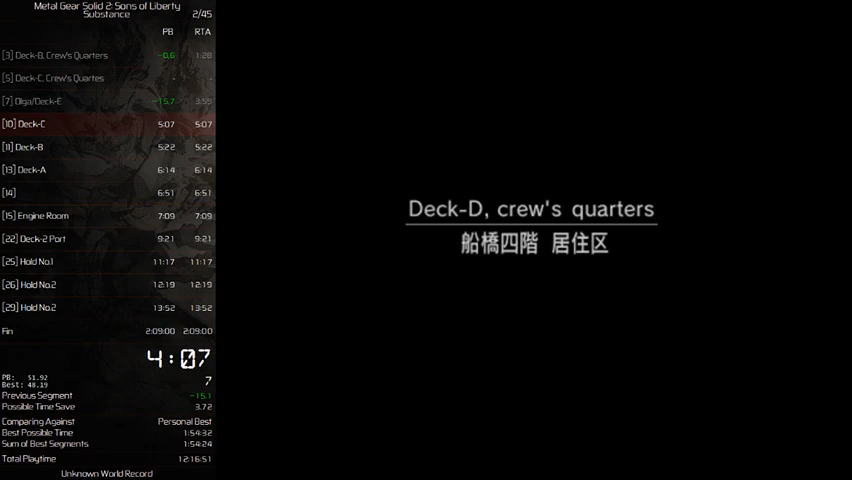 Metal Gear Solid 2: Sons of Liberty
Substance 2/45
PB RTA
[3] Deck-B, Crew's Quarters -0.6 1:28
[5] Deck-C, Crew's Quartes - -
[7] Olga/Deck-E -15.7 3:59
[10] Deck-C 5:07 5:07
[11] Deck-B 5:22 5:22
[13] Deck-A 6:14 6:14
[14] 6:51 6:51
[15] Engine Room 7:09 7:09
[22] Deck-2 Port 9:21 9:21
[25] Hold No.1 11:17 11:17
[26] Hold No.2 12:19 12:19
[29] Hold No.2 13:52 13:52
Fin 2:09:00 2:09:00
4:07
PB: 51.92
Best: 48.19 7
Previous Segment -15.1
Possible Time Save 3.72
Comparing Against Personal Best
Best Possible Time 1:54:32
Sum of Best Segments 1:54:24
Total Playtime 12:16:51
Unknown World Record
Deck-D, crew's quarters
船橋四階 居住区